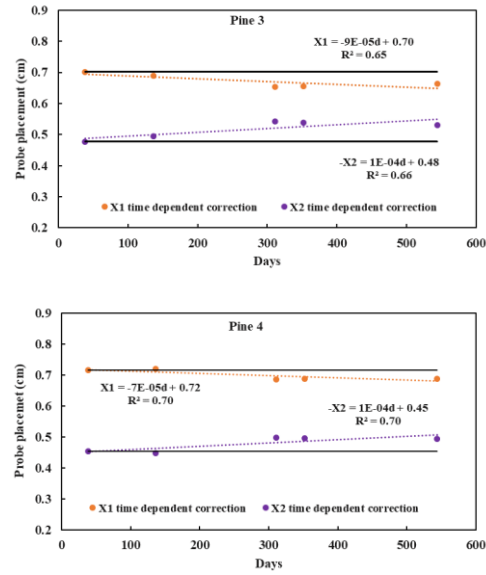 Pine 3
X1 = -9E-05d + 0.70
R² = 0.65
-X2 = 1E-04d + 0.48
R² = 0.66
Probe placement (cm)
0.9
0.8
0.7
0.6
0.5
0.4
0.3
0.2
X1 time dependent correction
X2 time dependent correction
0 100 200 300 400 500 600
Days
Pine 4
X1 = -7E-05d + 0.72
R² = 0.70
-X2 = 1E-04d + 0.45
R² = 0.70
Probe placemet (cm)
0.9
0.8
0.7
0.6
0.5
0.4
0.3
0.2
X1 time dependent correction
X2 time dependent correction
0 100 200 300 400 500 600
Days